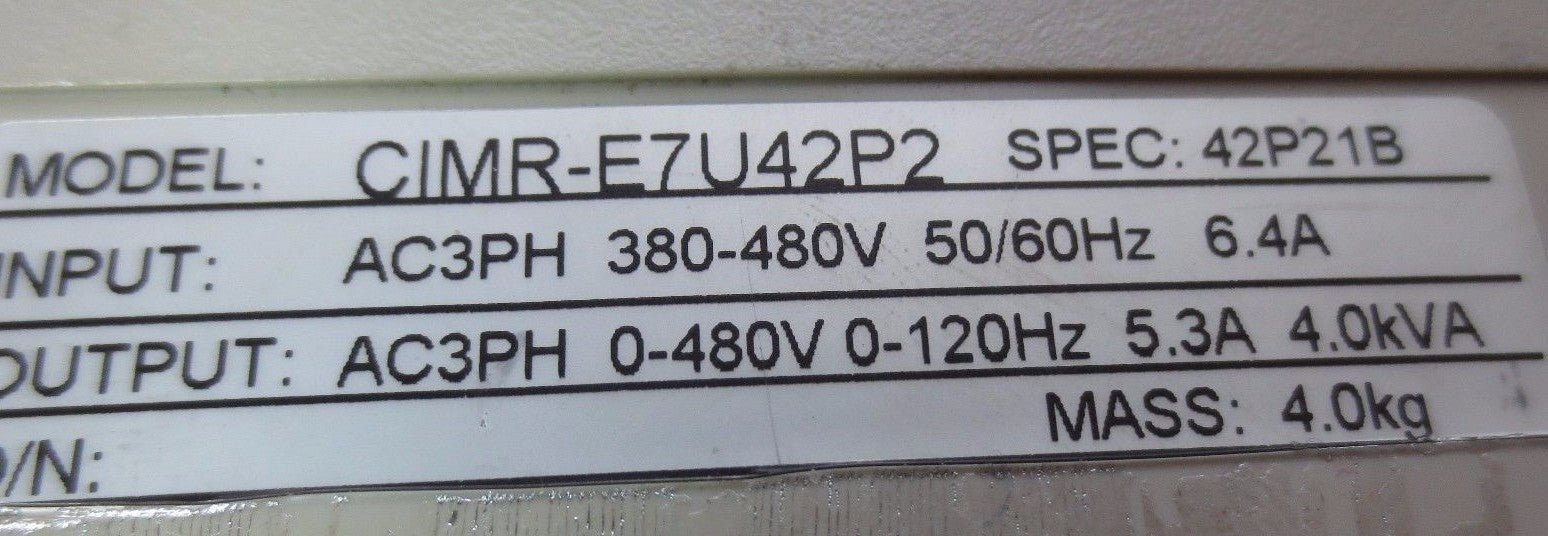 MODEL: CIMR-E7U42P2 SPEC: 42P21B
INPUT: AC3PH 380-480V 50/60Hz 6.4A
OUTPUT: AC3PH 0-480V 0-120Hz 5.3A 4.0kVA
MASS: 4.0kg
/N: